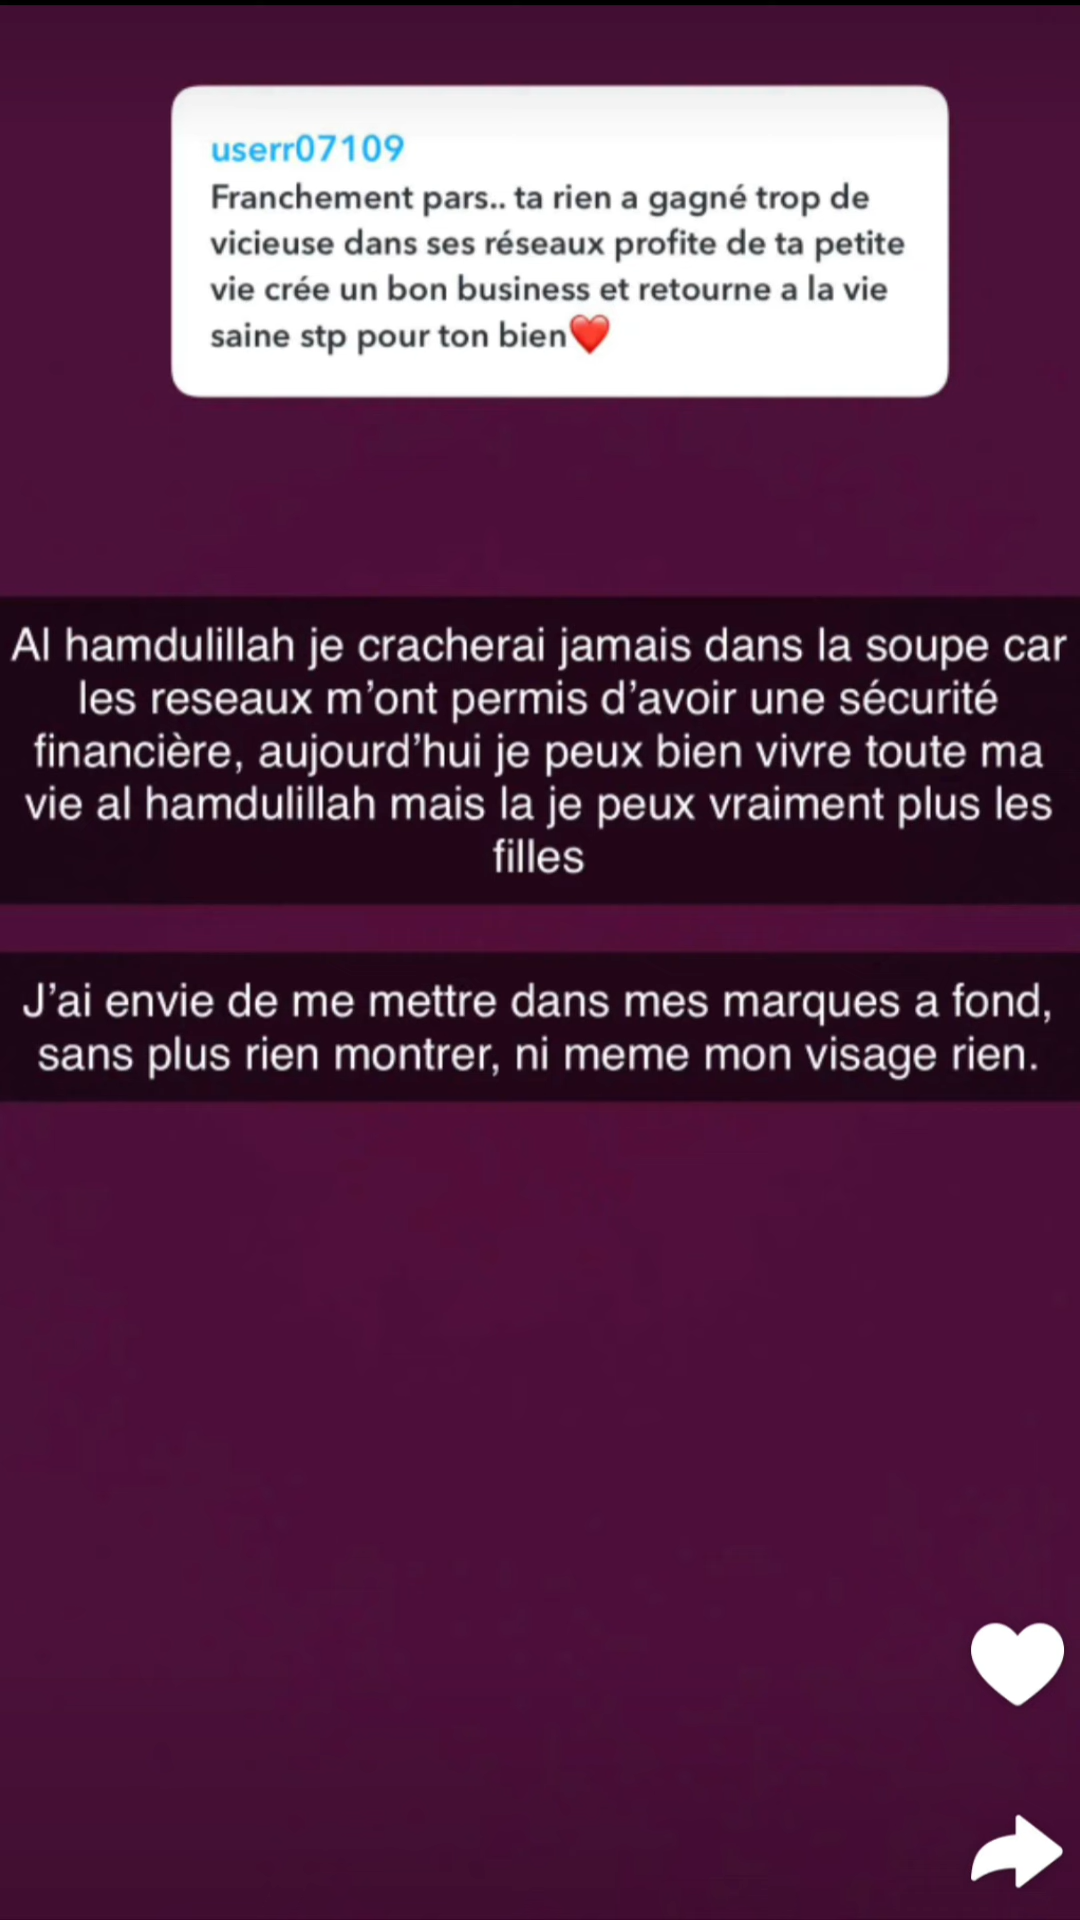 userr07109
Franchement pars.. ta rien a gagné trop de
vicieuse dans ses réseaux profite de ta petite
vie crée un bon business et retourne a la vie
saine stp pour ton bien❤️
Al hamdulillah je cracherai jamais dans la soupe car
les reseaux m’ont permis d’avoir une sécurité
financière, aujourd’hui je peux bien vivre toute ma
vie al hamdulillah mais la je peux vraiment plus les
filles
J’ai envie de me mettre dans mes marques a fond,
sans plus rien montrer, ni meme mon visage rien.